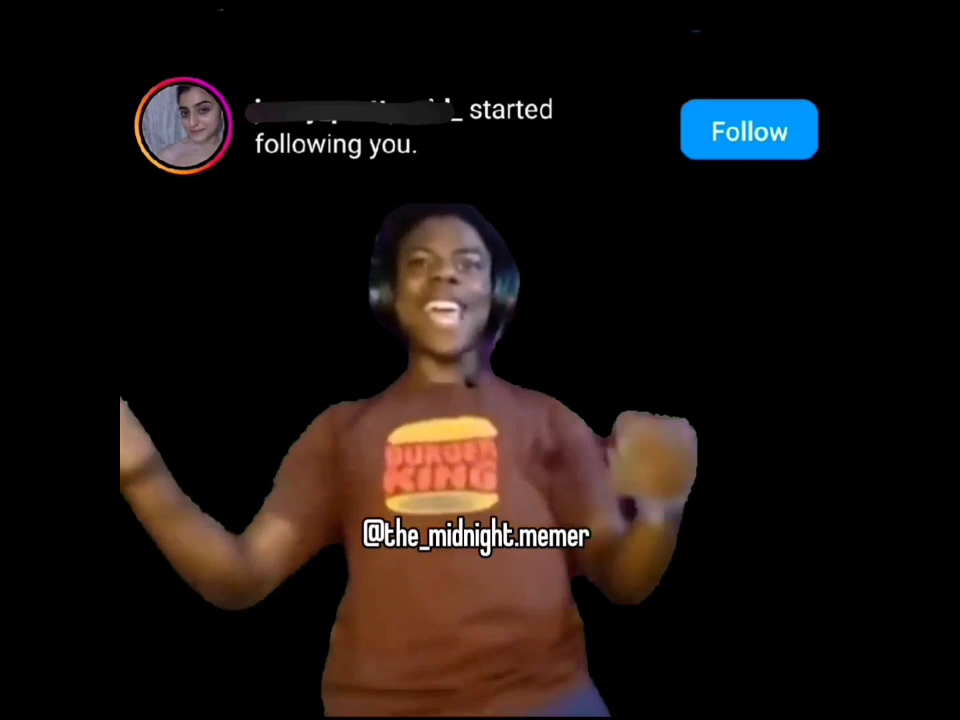 started
following you.
Follow
BURGER
KING
@the_midnight.memer